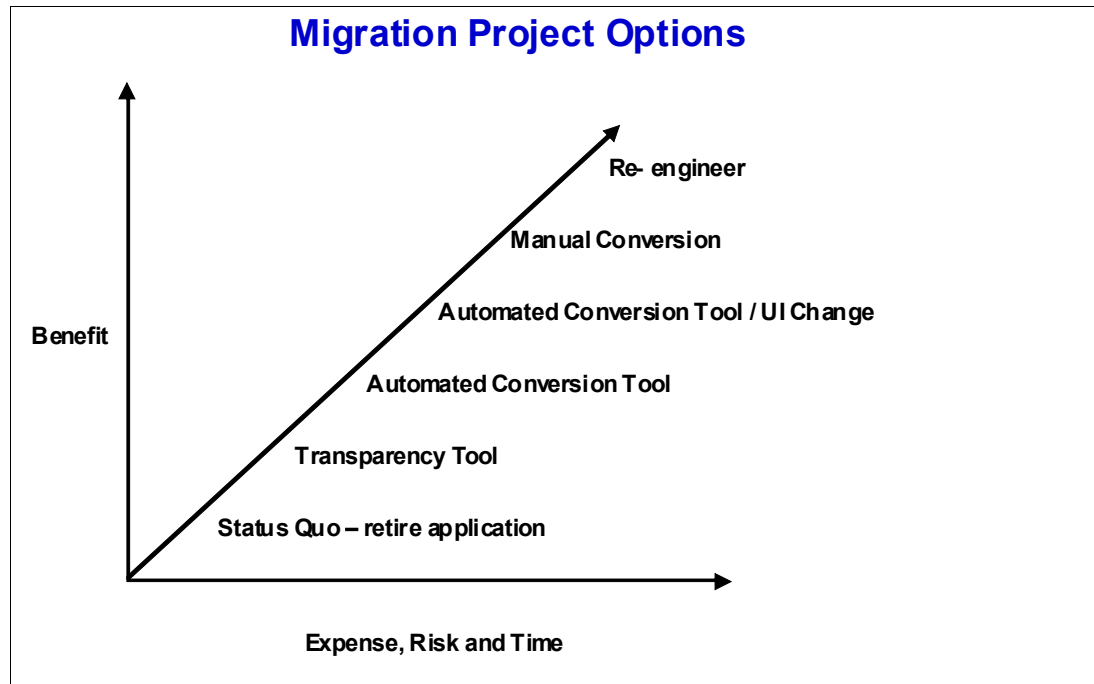 Migration Project Options
Re- engineer
Manual Conversion
Automated Conversion Tool / UI Change
Benefit
Automated Conversion Tool
Transparency Tool
Status Quo – retire application
Expense, Risk and Time